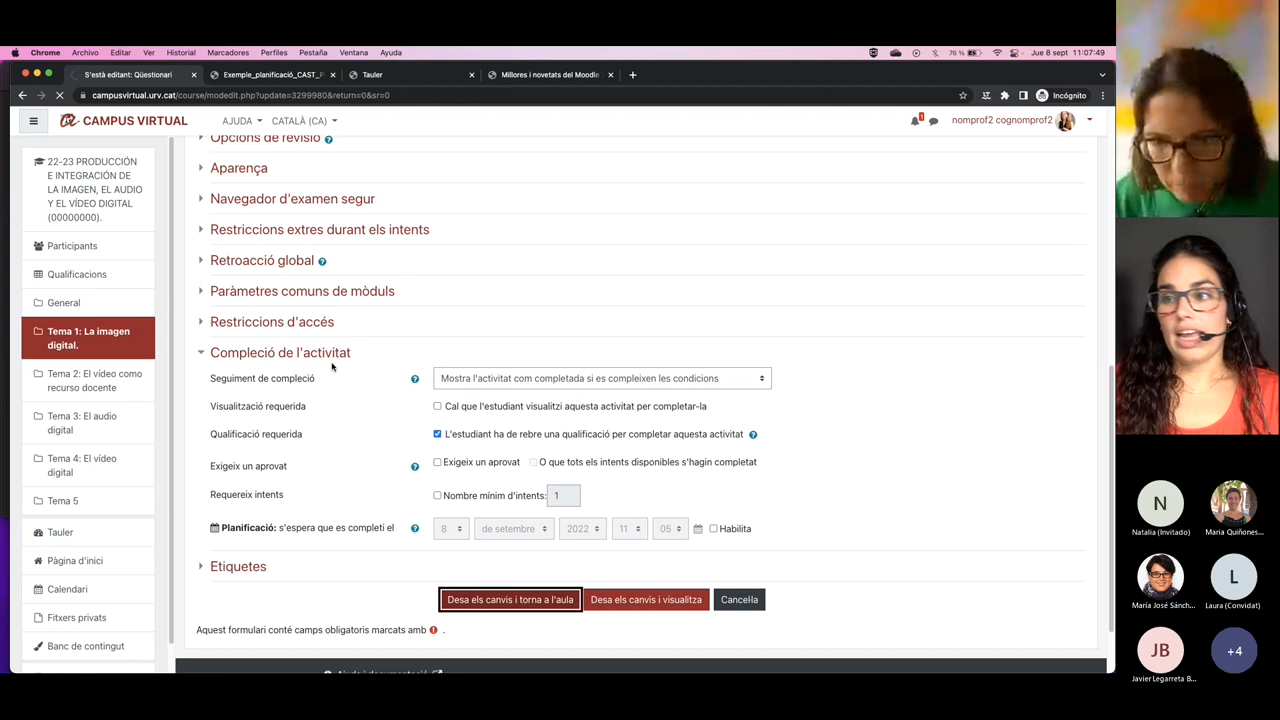 Chrome Archivo Editar Ver Historial Marcadores Perfiles Pestaña Ventana Ayuda 76 % Jue 8 sept 11:07:49
S'està editant: Qüestionari × Exemple_planificació_CAST_P × Tauler × Millores i novetats del Moodle × +
campusvirtual.urv.cat/course/modedit.php?update=3299980&return=0&sr=0 Incógnito
CAMPUS VIRTUAL AJUDA CATALÀ (CA) 1 nomprof2 cognomprof2
22-23 PRODUCCIÓN
E INTEGRACIÓN DE
LA IMAGEN, EL AUDIO
Y EL VÍDEO DIGITAL
(00000000).
Participants
Qualificacions
General
Tema 1: La imagen
digital.
Tema 2: El vídeo como
recurso docente
Tema 3: El audio
digital
Tema 4: El vídeo
digital
Tema 5
Tauler
Pàgina d'inici
Calendari
Fitxers privats
Banc de contingut
Opcions de revisió
Aparença
Navegador d'examen segur
Restriccions extres durant els intents
Retroacció global
Paràmetres comuns de mòduls
Restriccions d'accés
Compleció de l'activitat
Seguiment de compleció Mostra l'activitat com completada si es compleixen les condicions
Visualització requerida Cal que l'estudiant visualitzi aquesta activitat per completar-la
Qualificació requerida L'estudiant ha de rebre una qualificació per completar aquesta activitat
Exigeix un aprovat Exigeix un aprovat O que tots els intents disponibles s'hagin completat
Requereix intents Nombre mínim d'intents: 1
Planificació: s'espera que es completi el 8 de setembre 2022 11 05 Habilita
Etiquetes
Desa els canvis i torna a l'aula Desa els canvis i visualitza Cancel·la
Aquest formulari conté camps obligatoris marcats amb .
Ajuda i documentació
N
Natalia (Invitado) Maria Quiñones...
L
María José Sánch... Laura (Convidat)
JB +4
Javier Legarreta B...